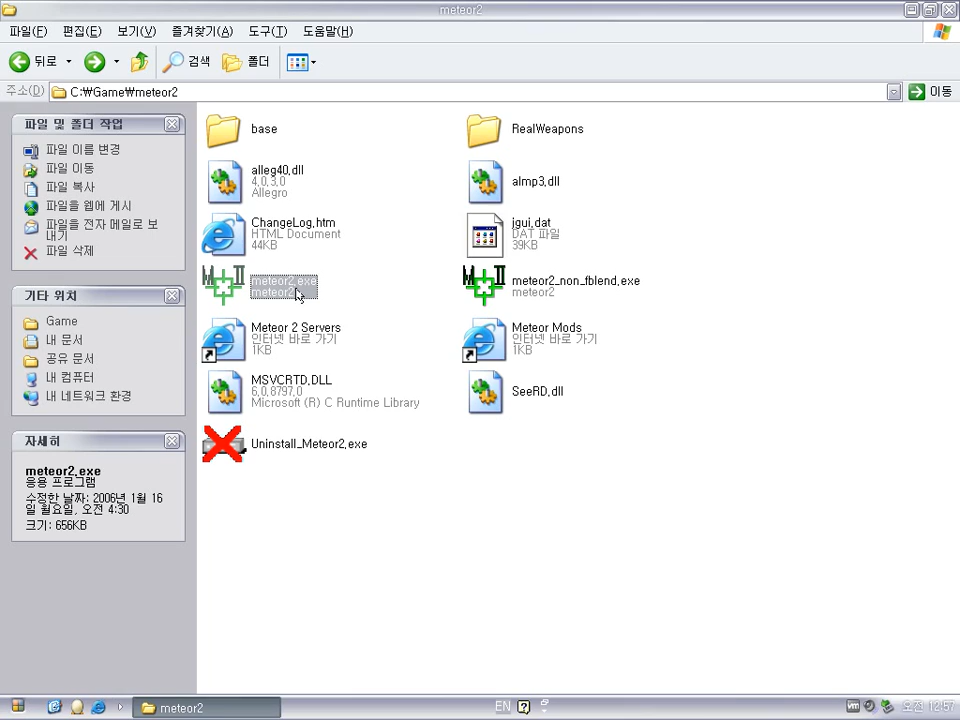 meteor2
파일(F) 편집(E) 보기(V) 즐겨찾기(A) 도구(T) 도움말(H)
뒤로 검색 폴더
주소(D) C:₩Game₩meteor2 이동
파일 및 폴더 작업
파일 이름 변경
파일 이동
파일 복사
파일을 웹에 게시
파일을 전자 메일로 보
내기
파일 삭제
기타 위치
Game
내 문서
공유 문서
내 컴퓨터
내 네트워크 환경
자세히
meteor2.exe
응용 프로그램
수정한 날짜: 2006년 1월 16
일 월요일, 오전 4:30
크기: 656KB
base
RealWeapons
alleg40.dll
4.0.3.0
Allegro
almp3.dll
ChangeLog.htm
HTML Document
44KB
jgui.dat
DAT 파일
39KB
M II
meteor2.exe
meteor2
M II
meteor2_non_fblend.exe
meteor2
Meteor 2 Servers
인터넷 바로 가기
1KB
Meteor Mods
인터넷 바로 가기
1KB
MSVCRTD.DLL
6.0.8797.0
Microsoft (R) C Runtime Library
SeeRD.dll
Uninstall_Meteor2.exe
meteor2
EN
오전 12:57